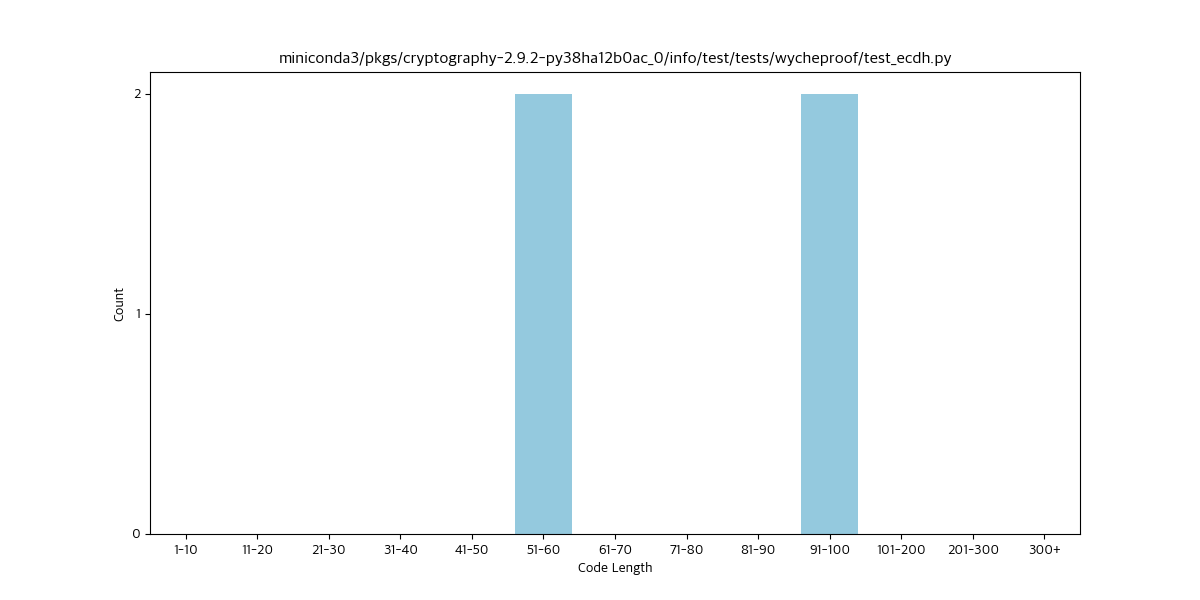 miniconda3/pkgs/cryptography-2.9.2-py38ha12b0ac_0/info/test/tests/wycheproof/test_ecdh.py
2
1
0
Count
1-10 11-20 21-30 31-40 41-50 51-60 61-70 71-80 81-90 91-100 101-200 201-300 300+
Code Length